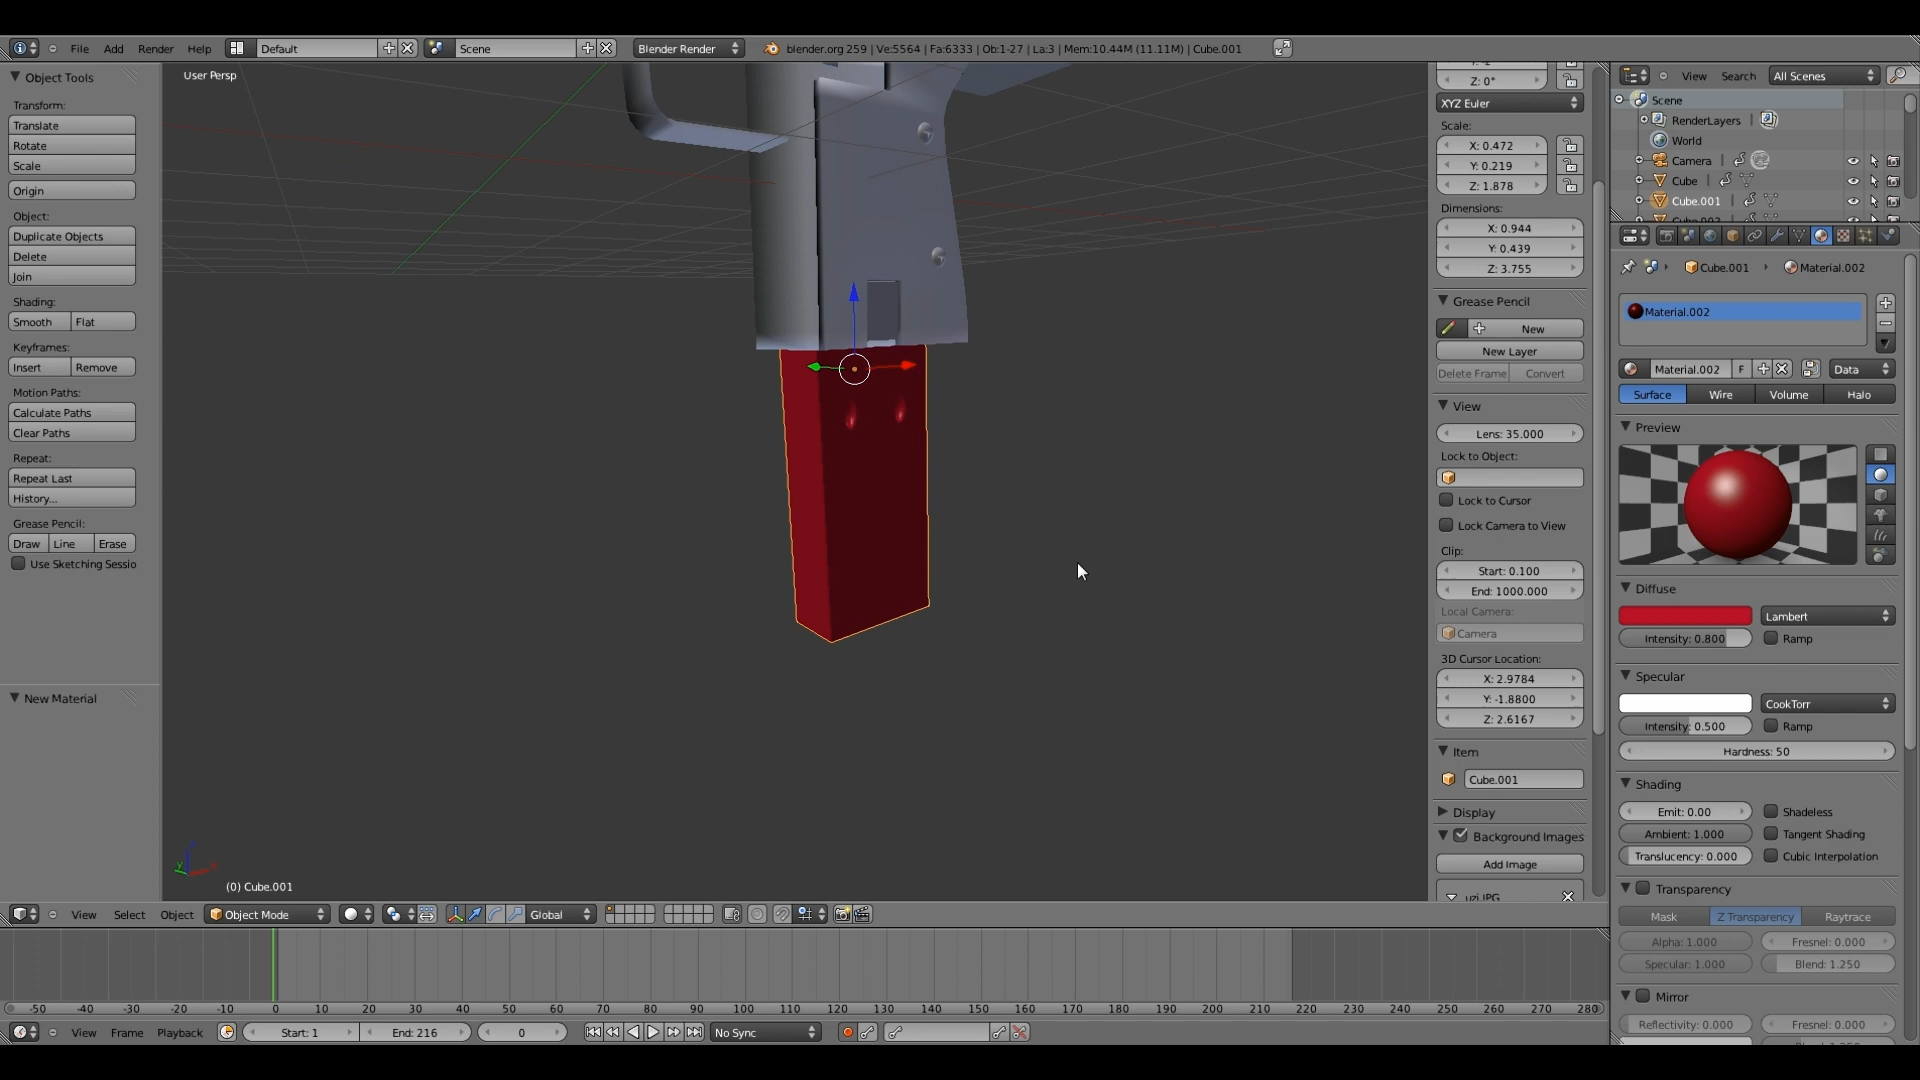 File Add Render Help Default Scene Blender Render blender.org 259 | Ve:5564 | Fa:6333 | Ob:1-27 | La:3 | Mem:10.44M (11.11M) | Cube.001
Object Tools
Transform:
Translate
Rotate
Scale
Origin
Object:
Duplicate Objects
Delete
Join
Shading:
Smooth Flat
Keyframes:
Insert Remove
Motion Paths:
Calculate Paths
Clear Paths
Repeat:
Repeat Last
History...
Grease Pencil:
Draw Line Erase
Use Sketching Sessio
New Material
User Persp
(0) Cube.001
Z: 0°
XYZ Euler
Scale:
X: 0.472
Y: 0.219
Z: 1.878
Dimensions:
X: 0.944
Y: 0.439
Z: 3.755
Grease Pencil
New
New Layer
Delete Frame Convert
View
Lens: 35.000
Lock to Object:
Lock to Cursor
Lock Camera to View
Clip:
Start: 0.100
End: 1000.000
Local Camera:
Camera
3D Cursor Location:
X: 2.9784
Y: -1.8800
Z: 2.6167
Item
Cube.001
Display
Background Images
Add Image
uzi.JPG
View Search All Scenes
Scene
RenderLayers
World
Camera
Cube
Cube.001
Cube.002
Cube.001 Material.002
Material.002
Material.002 F Data
Surface Wire Volume Halo
Preview
Diffuse
Lambert
Intensity: 0.800 Ramp
Specular
CookTorr
Intensity: 0.500 Ramp
Hardness: 50
Shading
Emit: 0.00 Shadeless
Ambient: 1.000 Tangent Shading
Translucency: 0.000 Cubic Interpolation
Transparency
Mask Z Transparency Raytrace
Alpha: 1.000 Fresnel: 0.000
Specular: 1.000 Blend: 1.250
Mirror
Reflectivity: 0.000 Fresnel: 0.000
View Select Object Object Mode Global
-50 -40 -30 -20 -10 0 10 20 30 40 50 60 70 80 90 100 110 120 130 140 150 160 170 180 190 200 210 220 230 240 250 260 270 280
View Frame Playback Start: 1 End: 216 0 No Sync